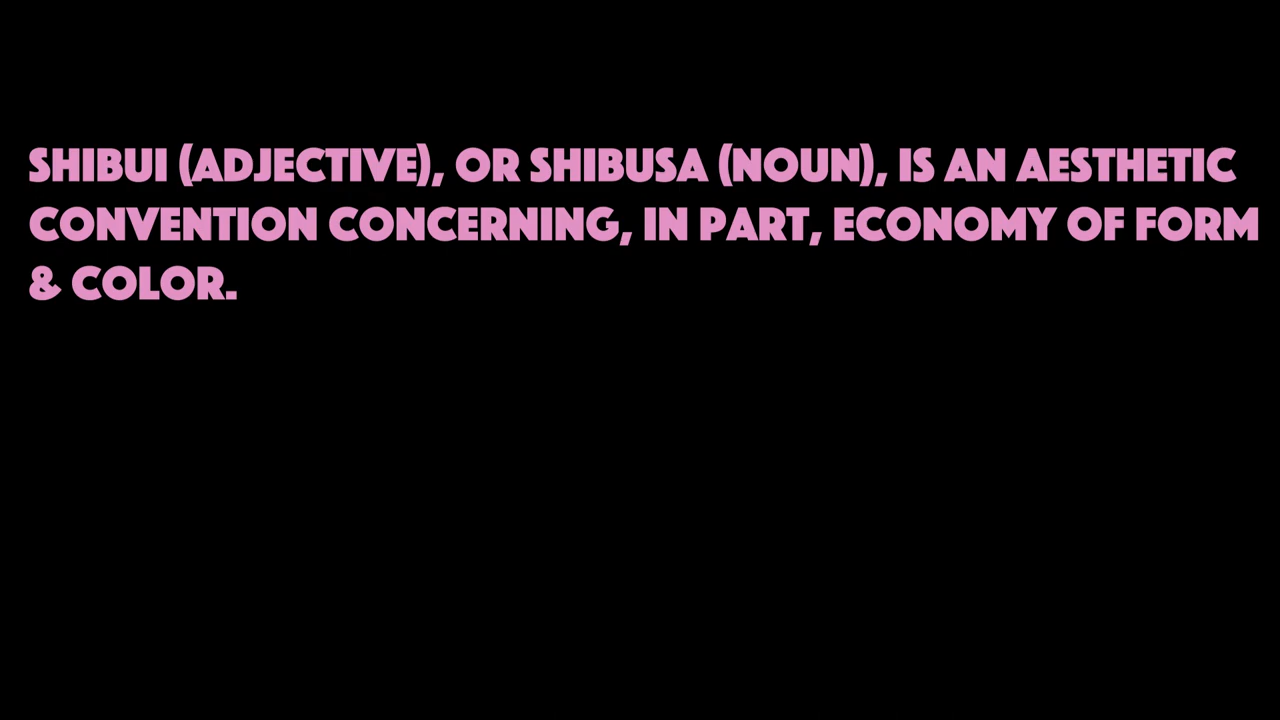 SHIBUI (ADJECTIVE), OR SHIBUSA (NOUN), IS AN AESTHETIC
CONVENTION CONCERNING, IN PART, ECONOMY OF FORM
& COLOR.